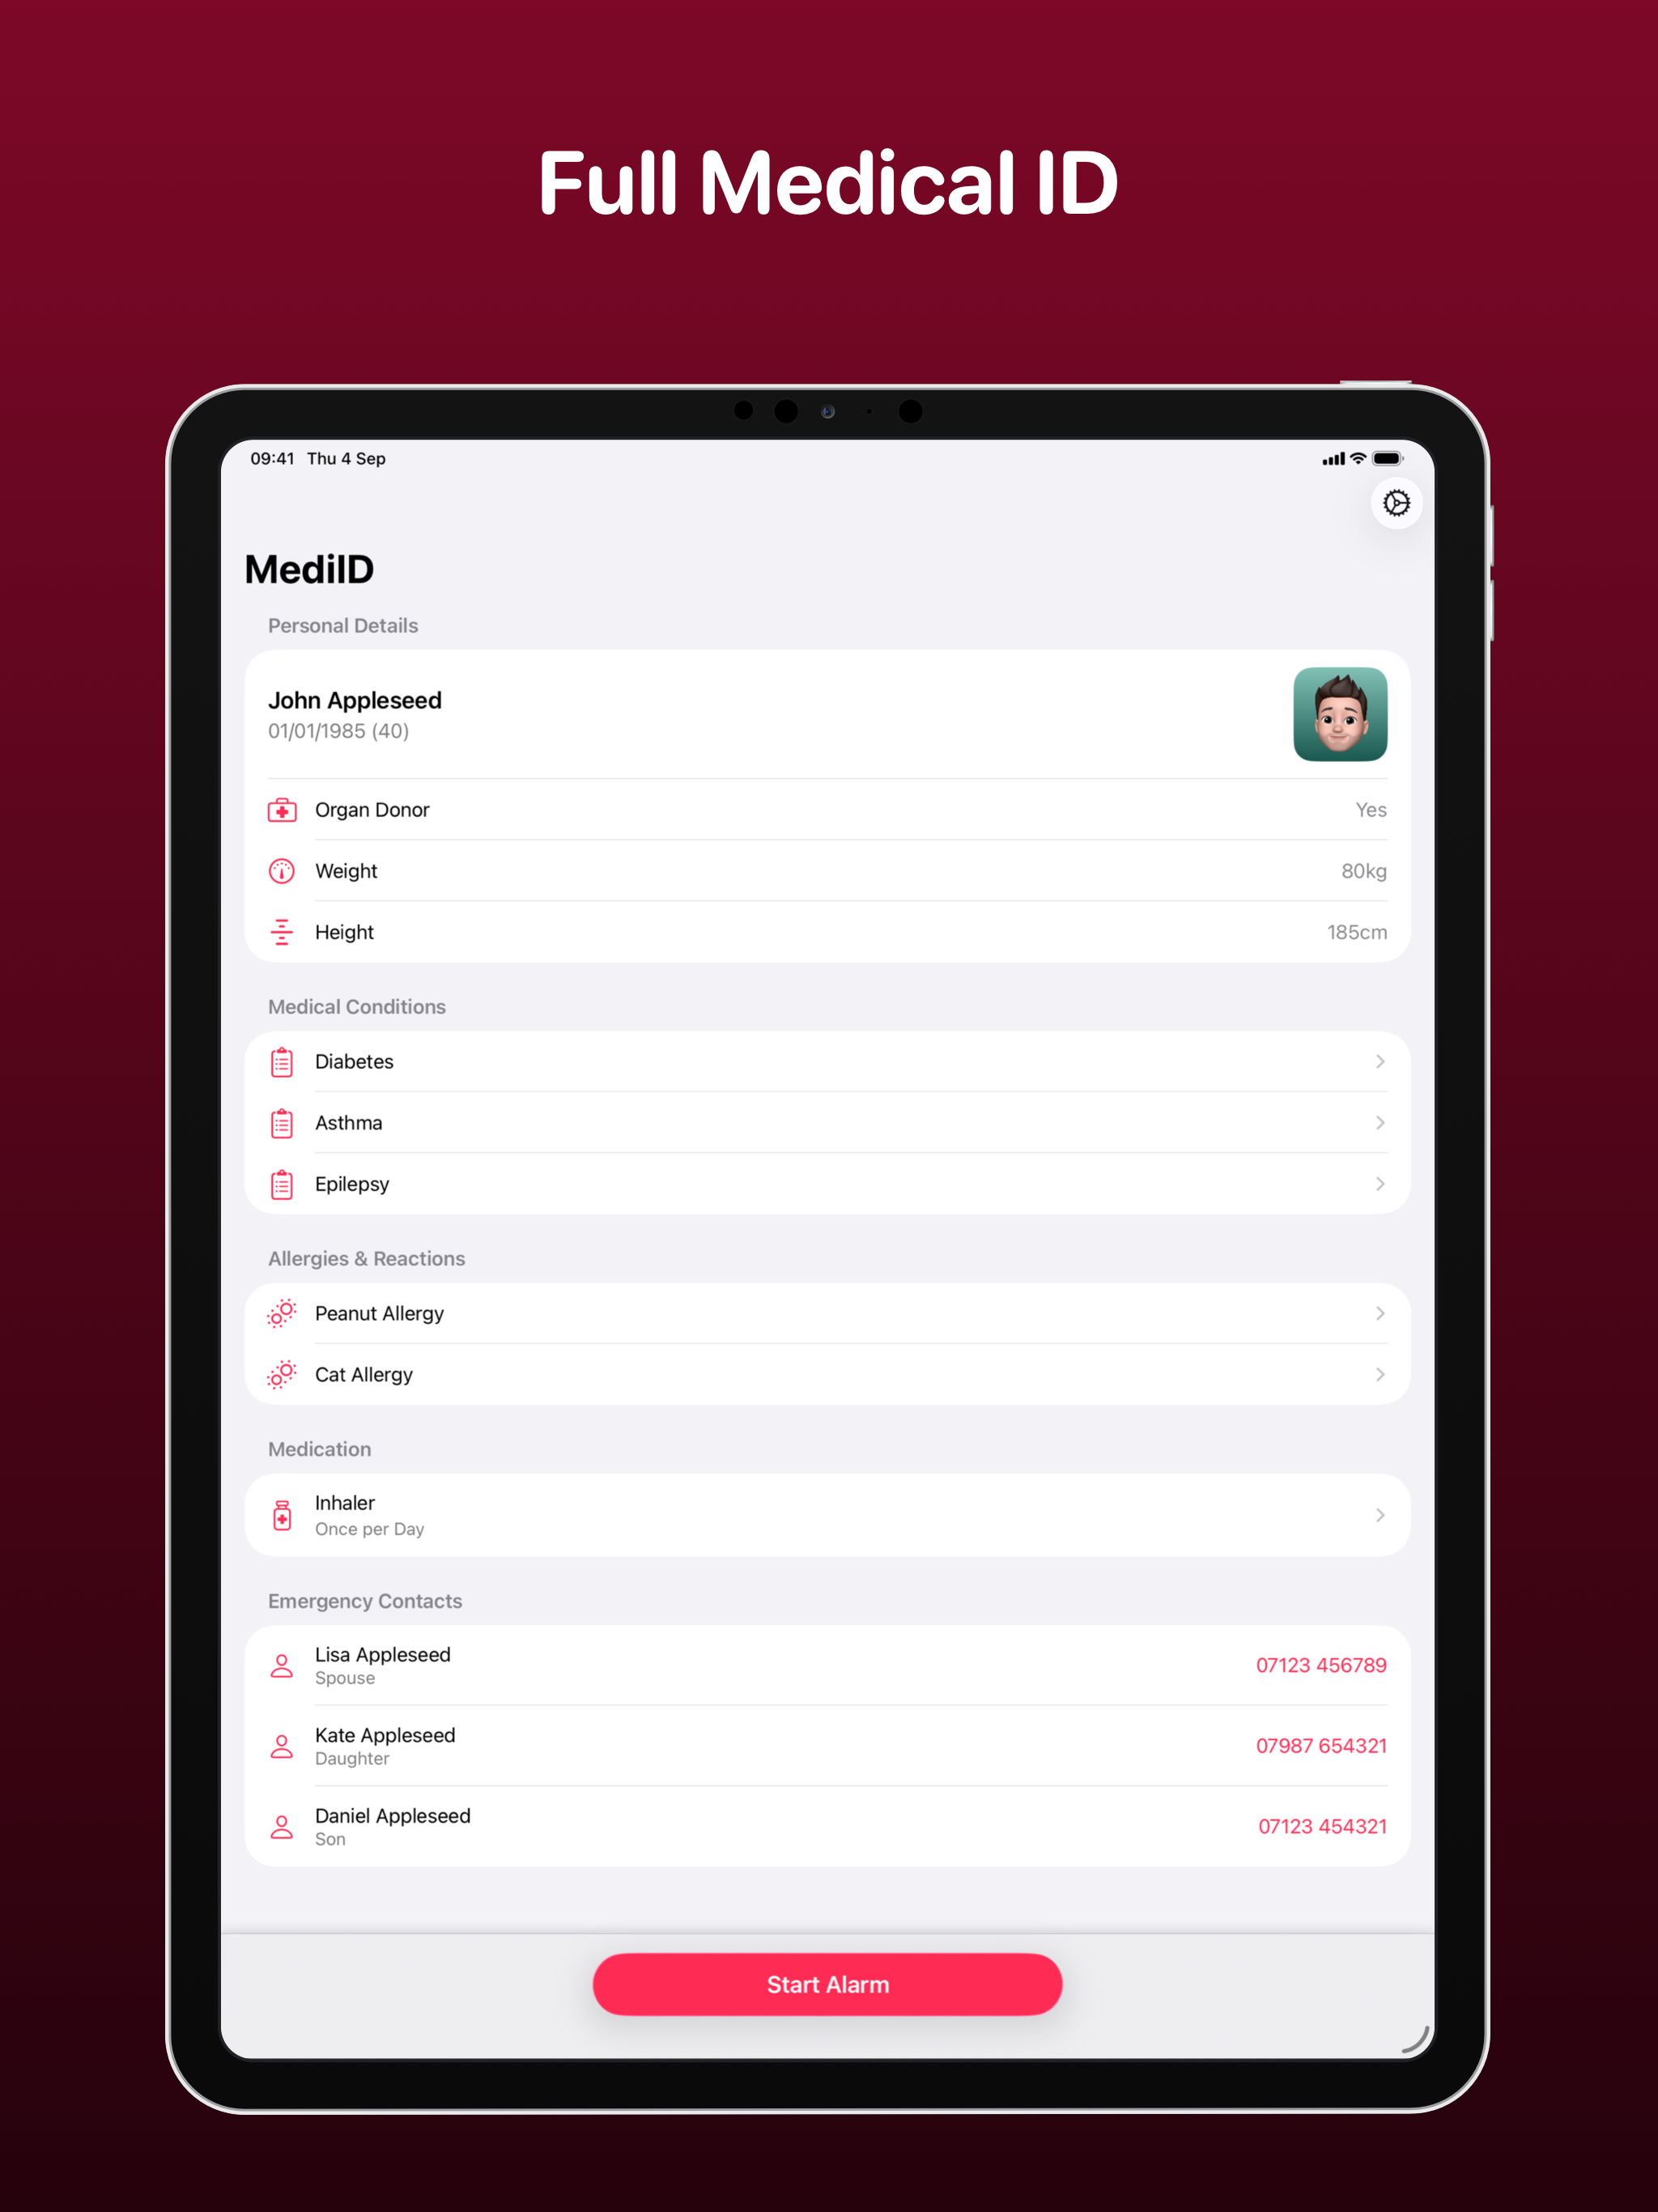 Full Medical ID
09:41 Thu 4 Sep
MediID
Personal Details
John Appleseed
01/01/1985 (40)
Organ Donor Yes
Weight 80kg
Height 185cm
Medical Conditions
Diabetes
Asthma
Epilepsy
Allergies & Reactions
Peanut Allergy
Cat Allergy
Medication
Inhaler
Once per Day
Emergency Contacts
Lisa Appleseed
Spouse
07123 456789
Kate Appleseed
Daughter
07987 654321
Daniel Appleseed
Son
07123 454321
Start Alarm